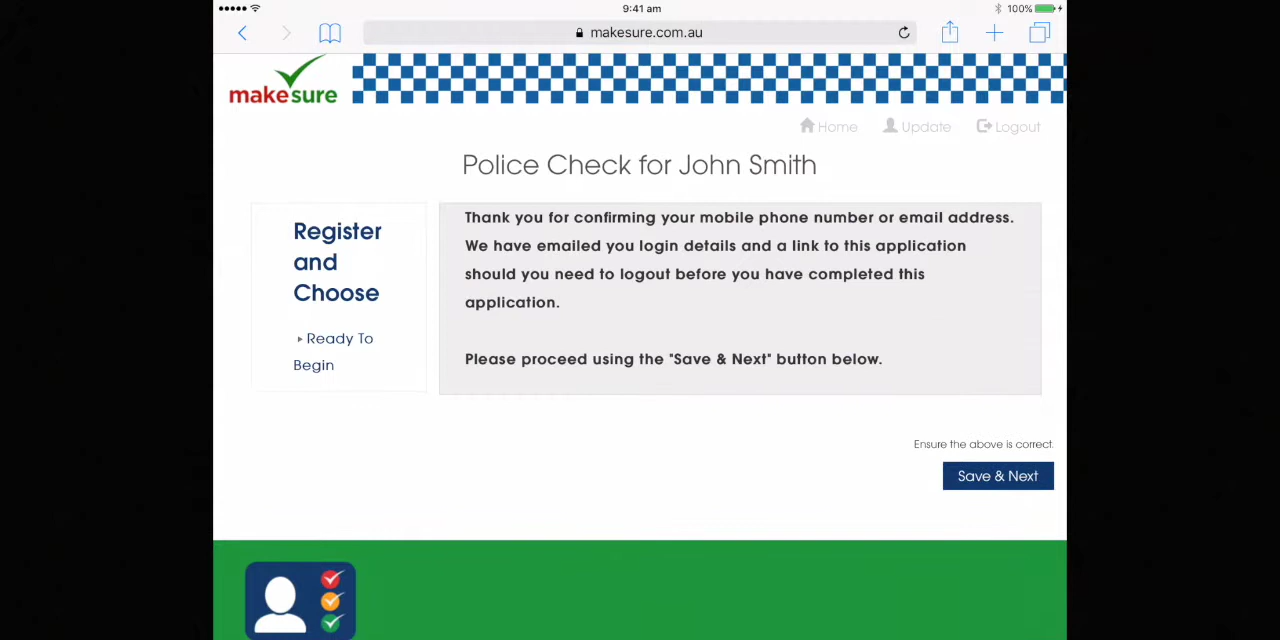 9:41 am
100%
makesure.com.au
makesure
Home Update Logout
Police Check for John Smith
Register
and
Choose
Ready To
Begin
Thank you for confirming your mobile phone number or email address.
We have emailed you login details and a link to this application
should you need to logout before you have completed this
application.
Please proceed using the "Save & Next" button below.
Ensure the above is correct.
Save & Next